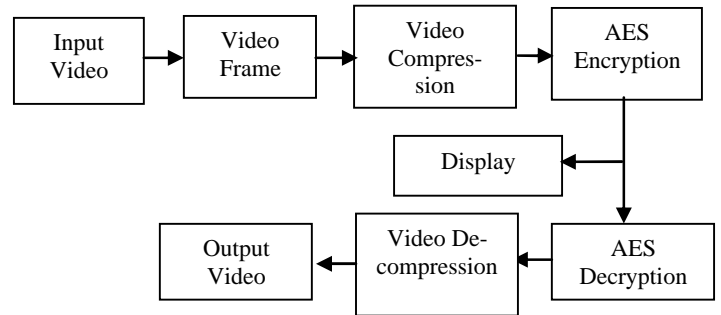 Input
Video
Video
Frame
Video
Compres-
sion
AES
Encryption
Display
AES
Decryption
Video De-
compression
Output
Video